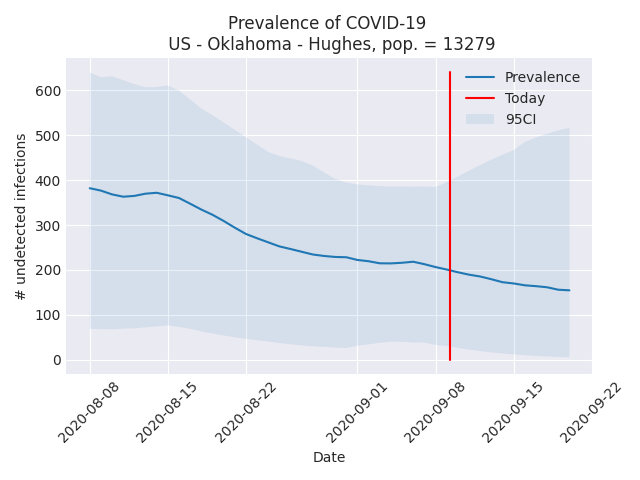 Prevalence of COVID-19
US - Oklahoma - Hughes, pop. = 13279
Prevalence
Today
95CI
# undetected infections
600
500
400
300
200
100
0
2020-08-08
2020-08-15
2020-08-22
2020-09-01
2020-09-08
2020-09-15
2020-09-22
Date